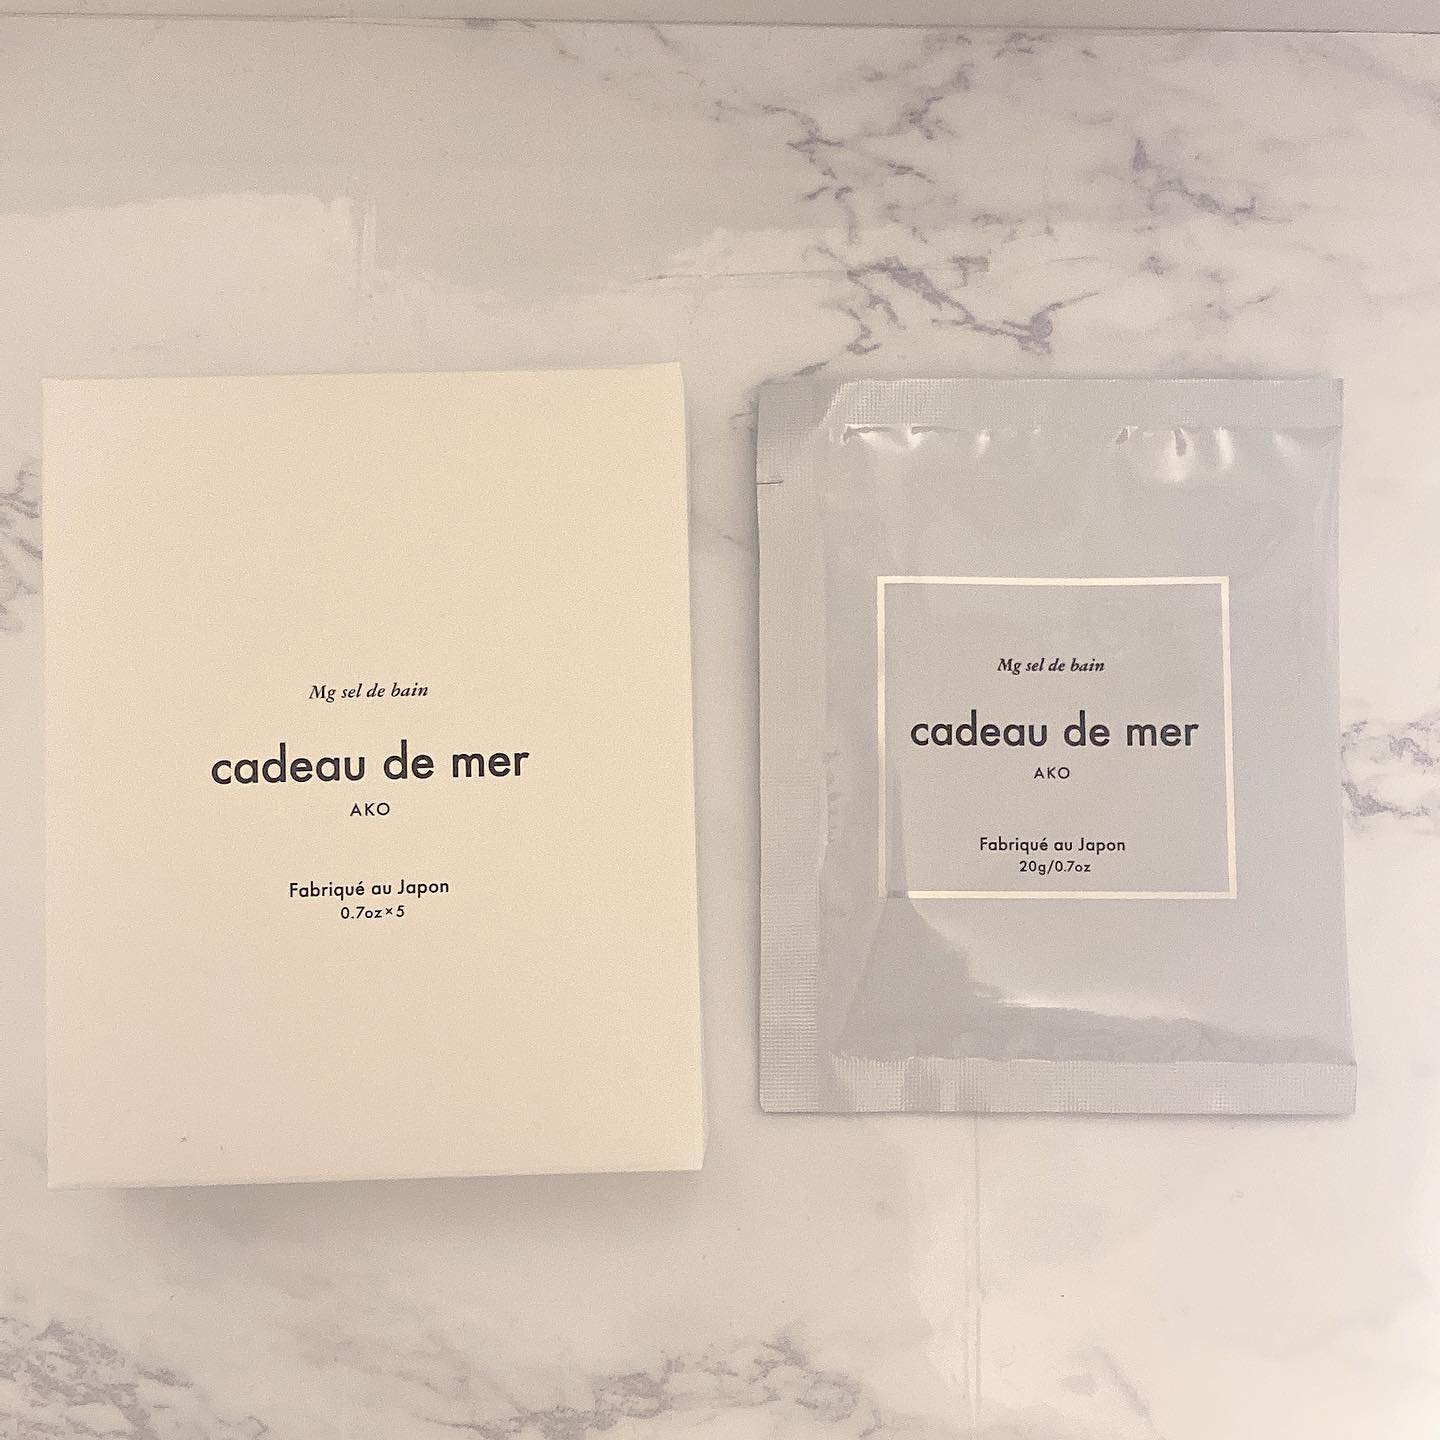 Mg sel de bain
cadeau de mer
AKO
Fabriqué au Japon
0.7oz×5
Mg sel de bain
cadeau de mer
AKO
Fabriqué au Japon
20g/0.7oz